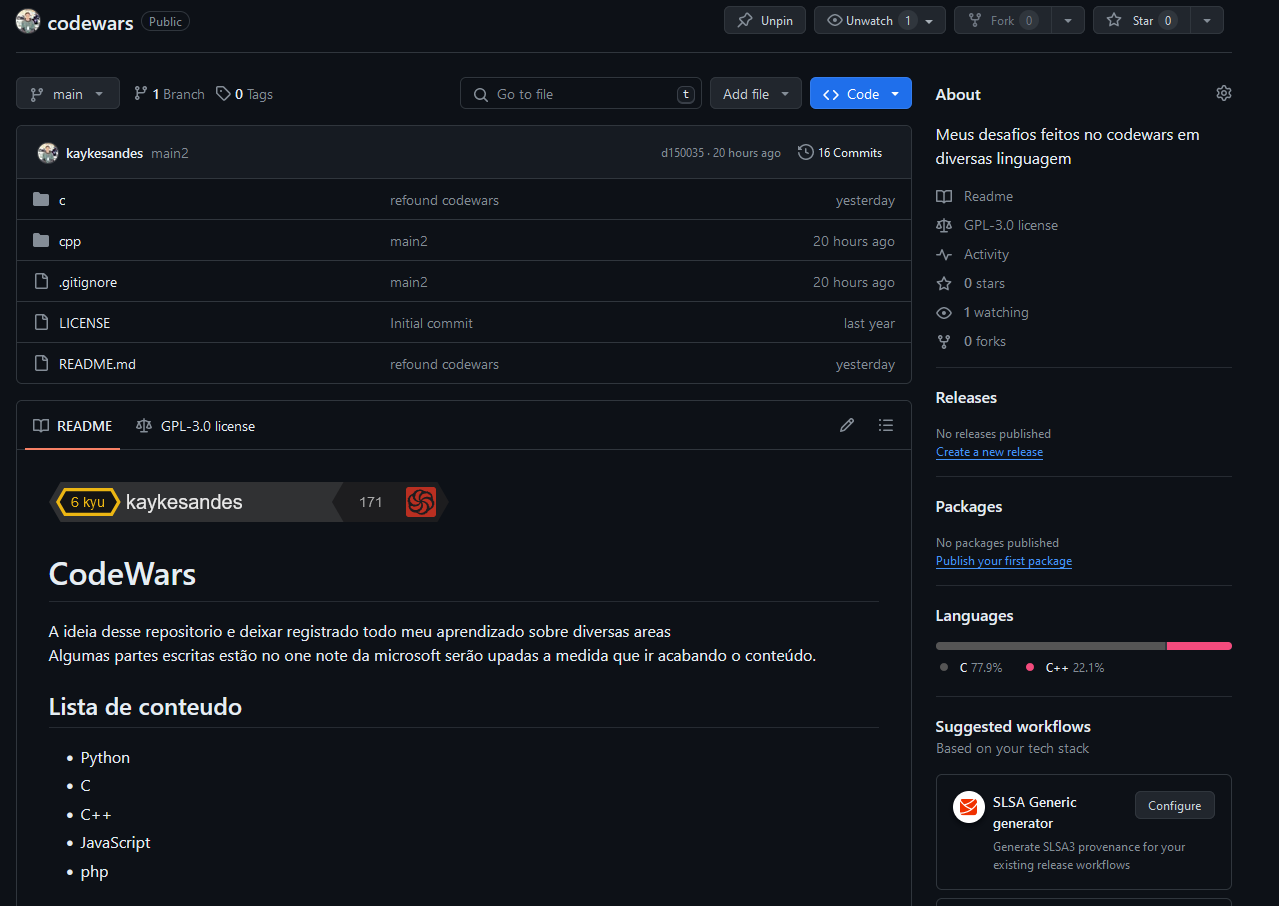 codewars Public Unpin Unwatch 1 Fork 0 Star 0
main 1 Branch 0 Tags Go to file t Add file Code
kaykesandes main2 d150035 · 20 hours ago 16 Commits
c refound codewars yesterday
cpp main2 20 hours ago
.gitignore main2 20 hours ago
LICENSE Initial commit last year
README.md refound codewars yesterday
README GPL-3.0 license
6 kyu kaykesandes 171
CodeWars
A ideia desse repositorio e deixar registrado todo meu aprendizado sobre diversas areas
Algumas partes escritas estão no one note da microsoft serão upadas a medida que ir acabando o conteúdo.
Lista de conteudo
Python
C
C++
JavaScript
php
About
Meus desafios feitos no codewars em
diversas linguagem
Readme
GPL-3.0 license
Activity
0 stars
1 watching
0 forks
Releases
No releases published
Create a new release
Packages
No packages published
Publish your first package
Languages
C 77.9% C++ 22.1%
Suggested workflows
Based on your tech stack
SLSA Generic
generator
Configure
Generate SLSA3 provenance for your
existing release workflows